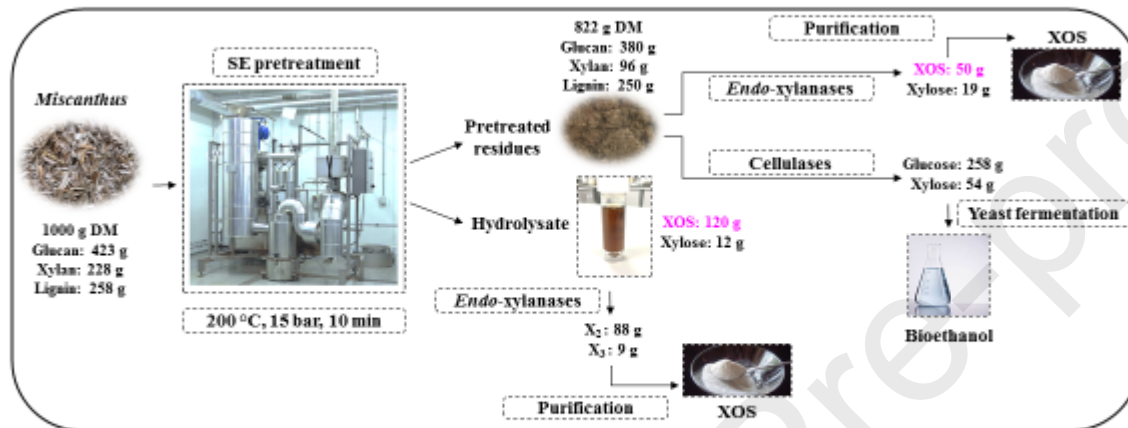 Miscanthus
1000 g DM
Glucan: 423 g
Xylan: 228 g
Lignin: 258 g
SE pretreatment
200 °C, 15 bar, 10 min
Pretreated
residues
Hydrolysate
822 g DM
Glucan: 380 g
Xylan: 96 g
Lignin: 250 g
XOS: 120 g
Xylose: 12 g
Endo-xylanases
X₂ : 88 g
X₃ : 9 g
Purification
XOS
Endo-xylanases
Purification
XOS: 50 g
Xylose: 19 g
XOS
Cellulases
Glucose: 258 g
Xylose: 54 g
Yeast fermentation
Bioethanol